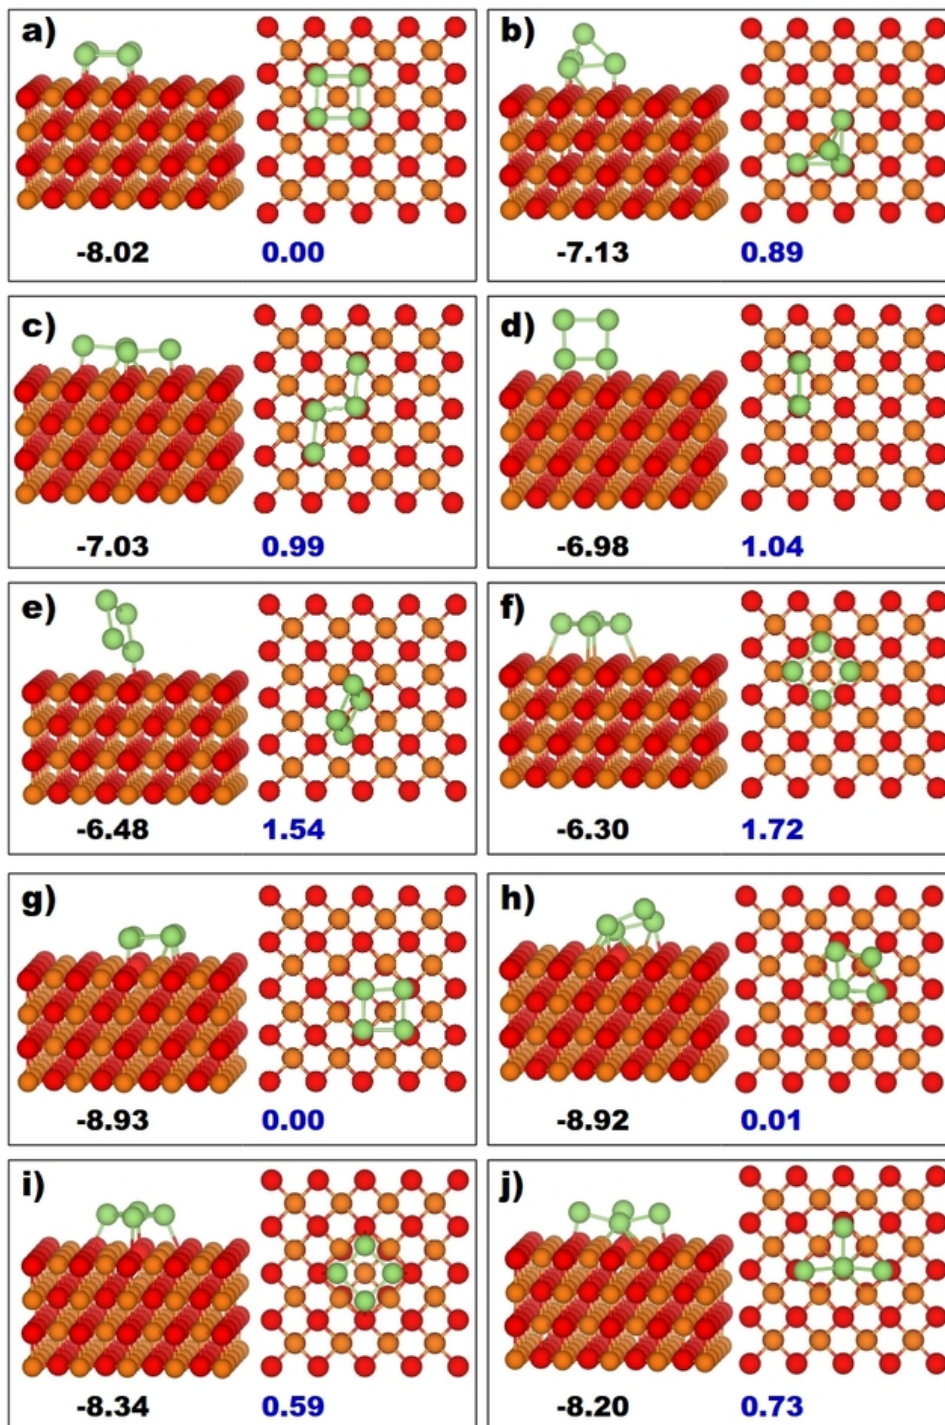 a)
-8.02 0.00
b)
-7.13 0.89
c)
-7.03 0.99
d)
-6.98 1.04
e)
-6.48 1.54
f)
-6.30 1.72
g)
-8.93 0.00
h)
-8.92 0.01
i)
-8.34 0.59
j)
-8.20 0.73